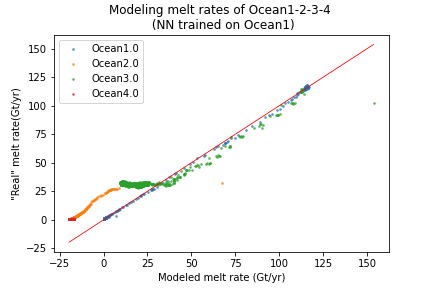 Modeling melt rates of Ocean1-2-3-4
(NN trained on Ocean1)
Ocean1.0
Ocean2.0
Ocean3.0
Ocean4.0
"Real" melt rate(Gt/yr)
150
125
100
75
50
25
0
−25
−25
0
25
50
75
100
125
150
Modeled melt rate (Gt/yr)